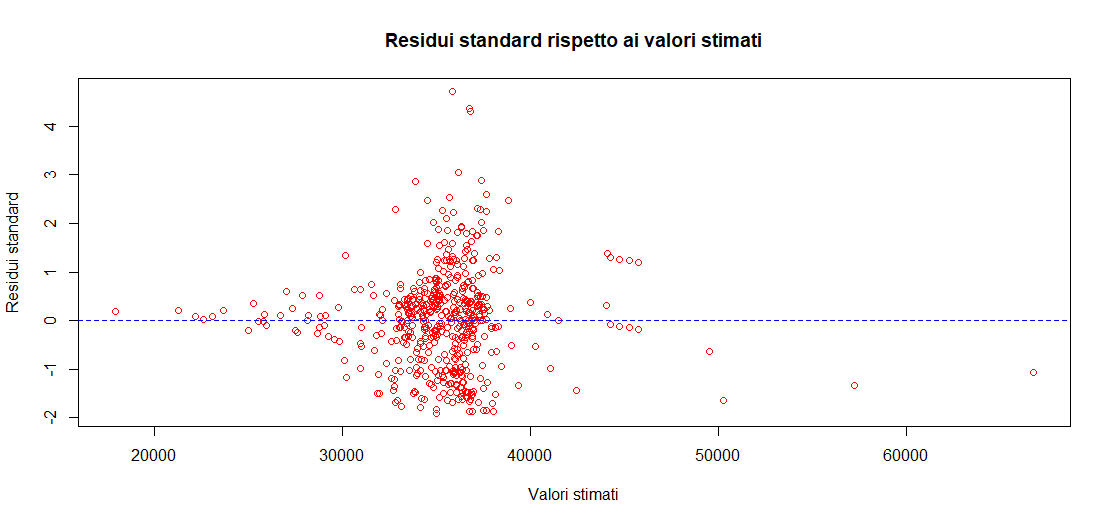 Residui standard rispetto ai valori stimati
Residui standard
4
3
2
1
0
-1
-2
20000 30000 40000 50000 60000
Valori stimati